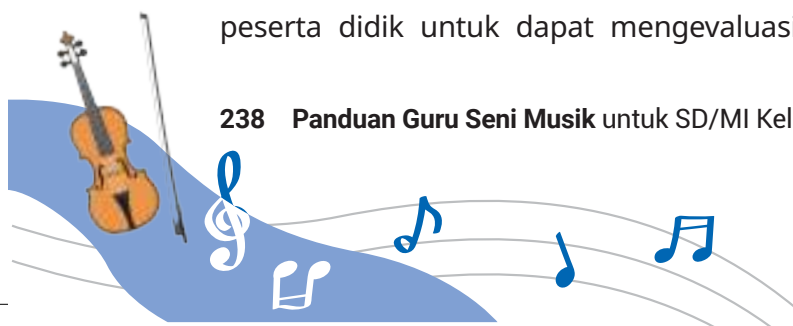 peserta didik untuk dapat mengevaluasi
238 Panduan Guru Seni Musik untuk SD/MI Kel